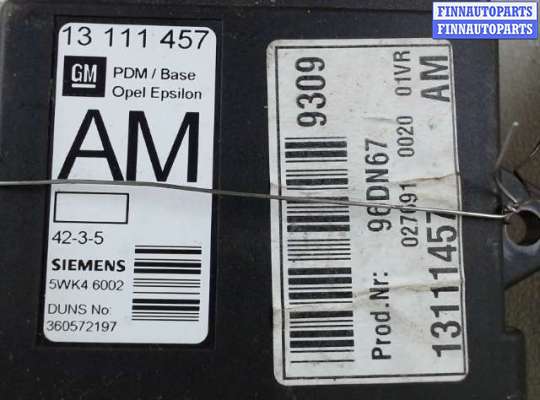 FINNAUTOPARTS
FINNAUTOPARTS
13 111 457
GM
PDM / Base
Opel Epsilon
AM
42-3-5
SIEMENS
5WK4 6002
DUNS No:
360572197
9309
01VR
AM
Prod.Nr: 96DN67
0020
13111457